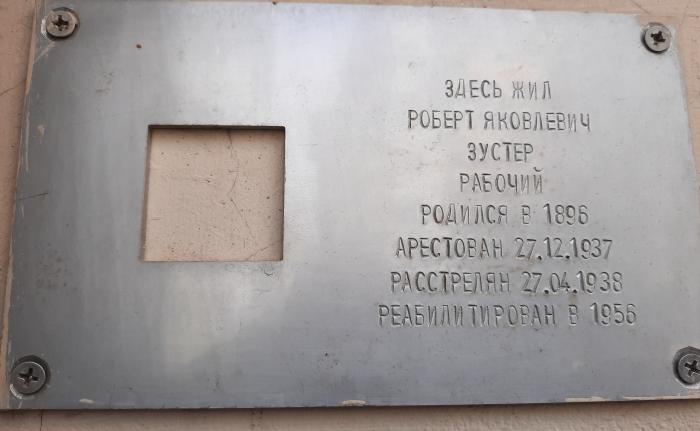 ЗДЕСЬ ЖИЛ
РОБЕРТ ЯКОВЛЕВИЧ
ЗУСТЕР
РАБОЧИЙ
РОДИЛСЯ В 1896
АРЕСТОВАН 27.12.1937
РАССТРЕЛЯН 27.04.1938
РЕАБИЛИТИРОВАН В 1956